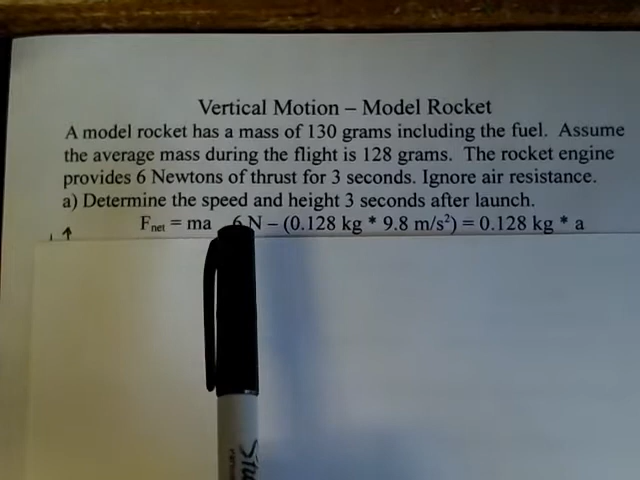 Vertical Motion – Model Rocket
A model rocket has a mass of 130 grams including the fuel. Assume
the average mass during the flight is 128 grams. The rocket engine
provides 6 Newtons of thrust for 3 seconds. Ignore air resistance.
a) Determine the speed and height 3 seconds after launch.
Fnet = ma 6 N – (0.128 kg * 9.8 m/s²) = 0.128 kg * a